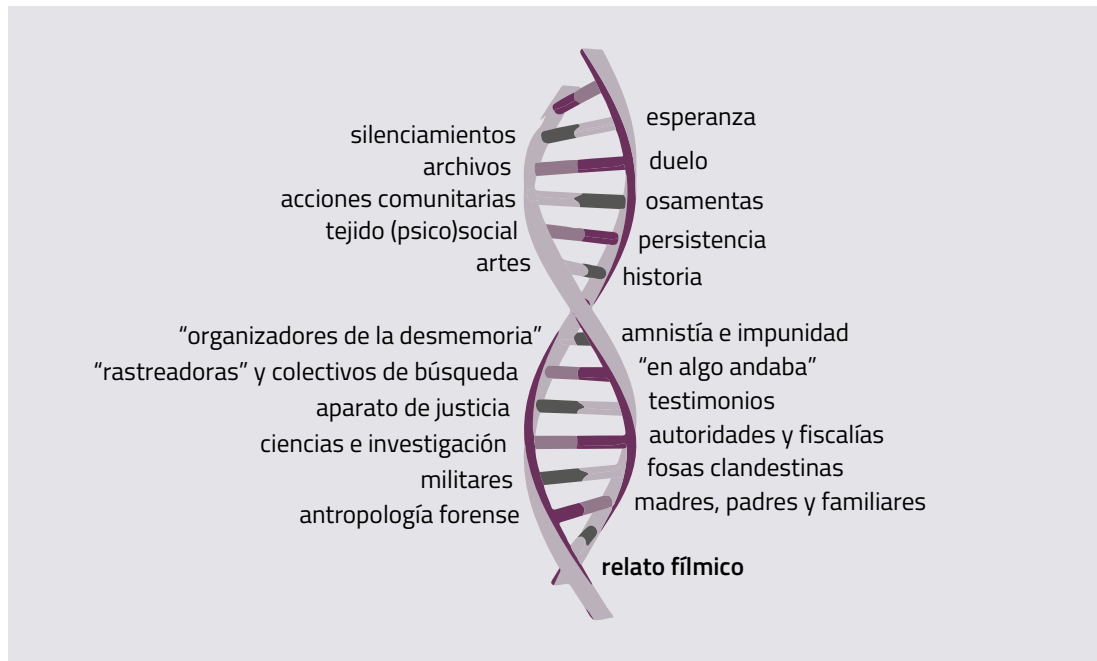 esperanza
silenciamientos
duelo
archivos
acciones comunitarias
osamentas
tejido (psico)social
persistencia
artes
historia
“organizadores de la desmemoria”
amnistía e impunidad
“rastreadoras” y colectivos de búsqueda
“en algo andaba”
aparato de justicia
testimonios
ciencias e investigación
autoridades y fiscalías
militares
fosas clandestinas
antropología forense
madres, padres y familiares
relato fílmico